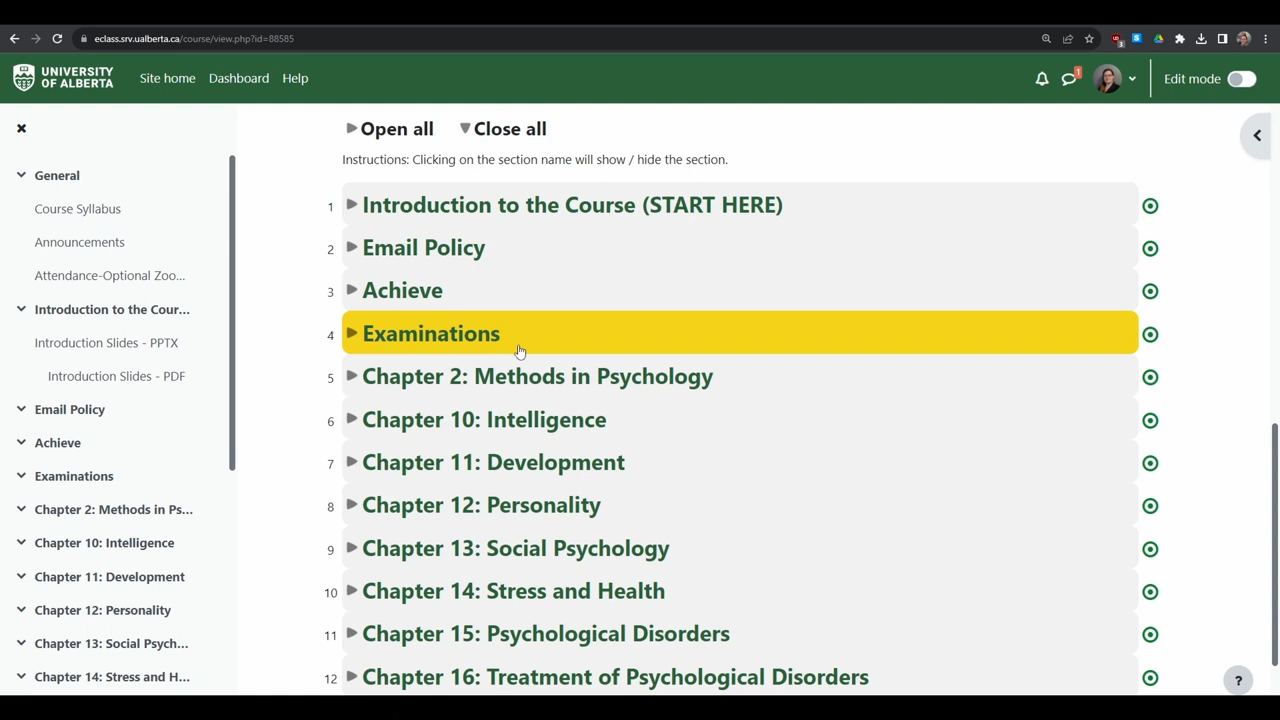 eclass.srv.ualberta.ca/course/view.php?id=88585
3
UNIVERSITY
OF ALBERTA
Site home Dashboard Help
1
Edit mode
General
Course Syllabus
Announcements
Attendance-Optional Zoo...
Introduction to the Cour...
Introduction Slides - PPTX
Introduction Slides - PDF
Email Policy
Achieve
Examinations
Chapter 2: Methods in Ps...
Chapter 10: Intelligence
Chapter 11: Development
Chapter 12: Personality
Chapter 13: Social Psych...
Chapter 14: Stress and H...
Open all Close all
Instructions: Clicking on the section name will show / hide the section.
1 Introduction to the Course (START HERE)
2 Email Policy
3 Achieve
4 Examinations
5 Chapter 2: Methods in Psychology
6 Chapter 10: Intelligence
7 Chapter 11: Development
8 Chapter 12: Personality
9 Chapter 13: Social Psychology
10 Chapter 14: Stress and Health
11 Chapter 15: Psychological Disorders
12 Chapter 16: Treatment of Psychological Disorders
?